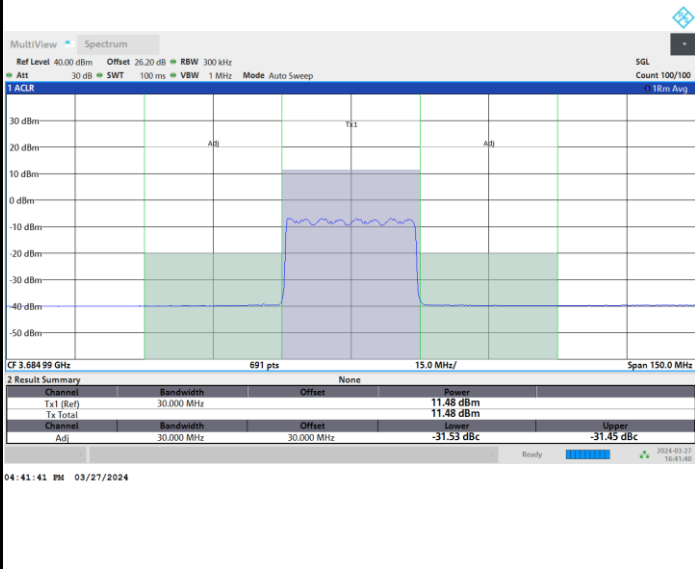 MultiView Spectrum
Ref Level 40.00 dBm Offset 26.20 dB RBW 300 kHz SGL
Att 30 dB SWT 100 ms VBW 1 MHz Mode Auto Sweep Count 100/100
1 ACLR 1Rm Avg
30 dBm
Tx1
20 dBm
Adj Adj
10 dBm
0 dBm
-10 dBm
-20 dBm
-30 dBm
-40 dBm
-50 dBm
CF 3.684 99 GHz 691 pts 15.0 MHz/ Span 150.0 MHz
2 Result Summary None
Channel Bandwidth Offset Power
Tx1 (Ref) 30.000 MHz 11.48 dBm
Tx Total 11.48 dBm
Channel Bandwidth Offset Lower Upper
Adj 30.000 MHz 30.000 MHz -31.53 dBc -31.45 dBc
Ready 2024-03-27
16:41:40
04:41:41 PM 03/27/2024